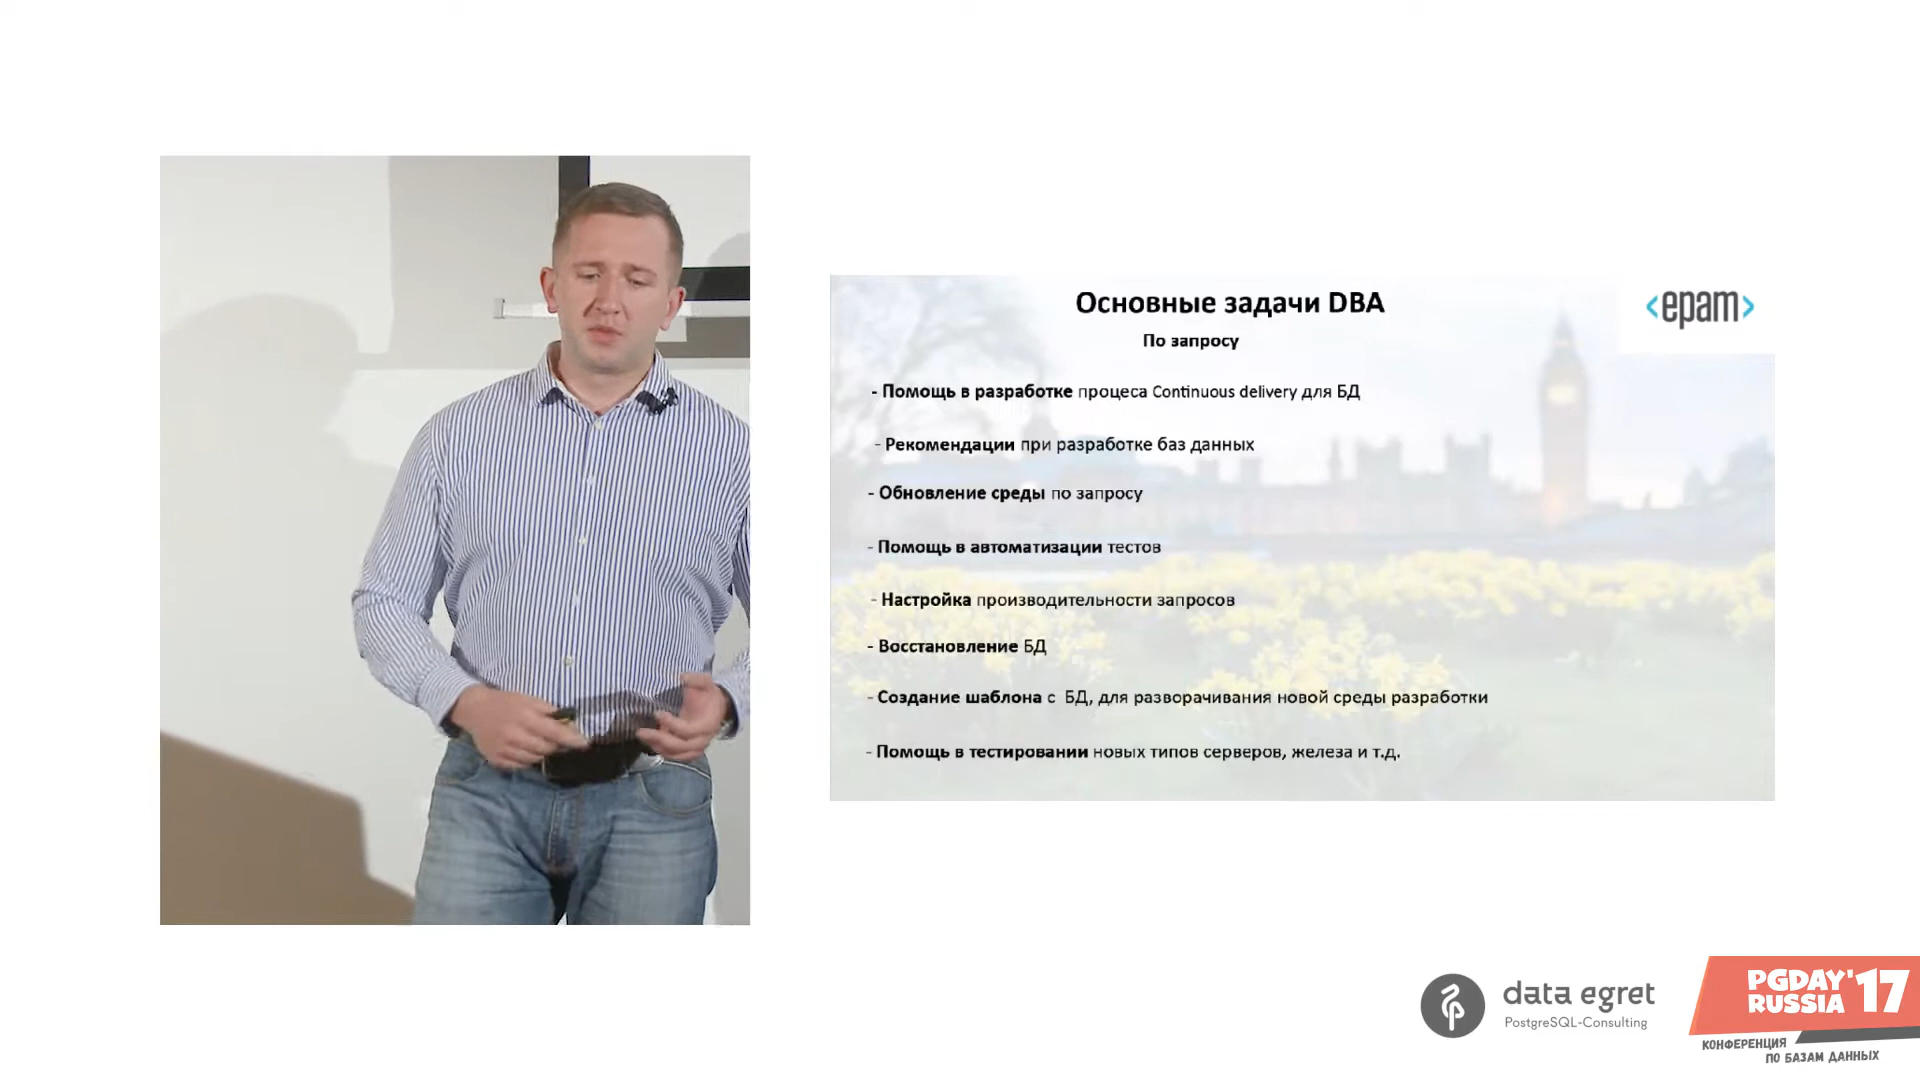 Основные задачи DBA
<epam>
По запросу
- Помощь в разработке процеса Continuous delivery для БД
- Рекомендации при разработке баз данных
- Обновление среды по запросу
- Помощь в автоматизации тестов
- Настройка производительности запросов
- Восстановление БД
- Создание шаблона с БД, для разворачивания новой среды разработки
- Помощь в тестировании новых типов серверов, железа и т.д.
data egret
PostgreSQL-Consulting
PGDAY'17
RUSSIA
КОНФЕРЕНЦИЯ
ПО БАЗАМ ДАННЫХ